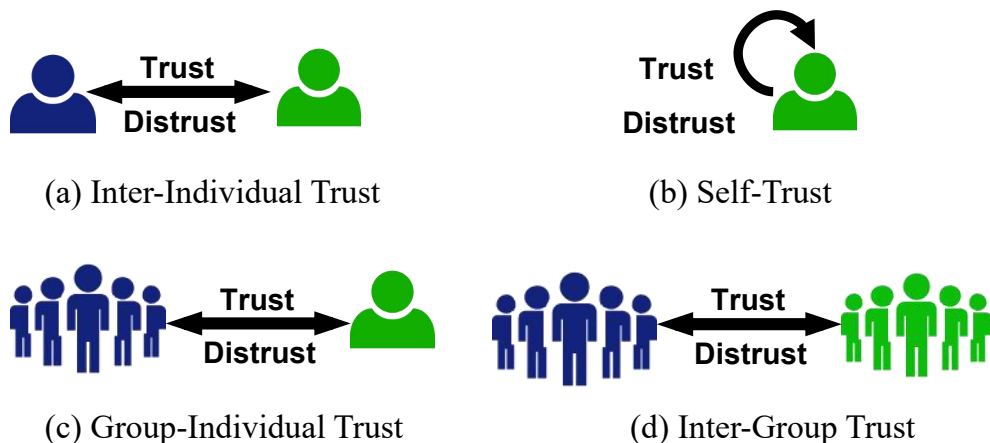 Trust
Distrust
(a) Inter-Individual Trust
Trust
Distrust
(b) Self-Trust
Trust
Distrust
(c) Group-Individual Trust
Trust
Distrust
(d) Inter-Group Trust